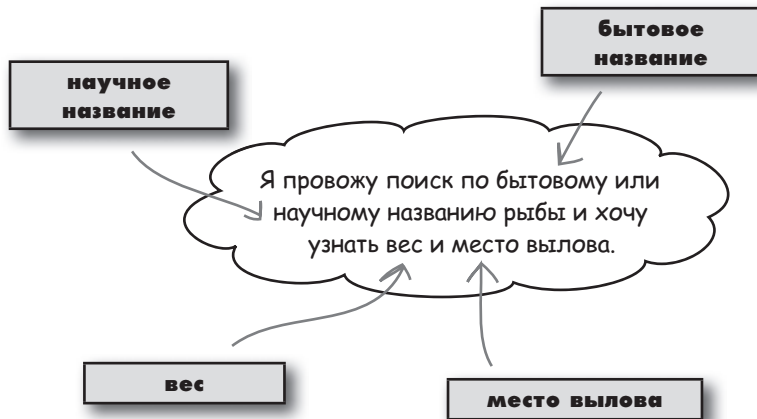 бытовое
название
научное
название
Я провожу поиск по бытовому или
научному названию рыбы и хочу
узнать вес и место вылова.
вес
место вылова